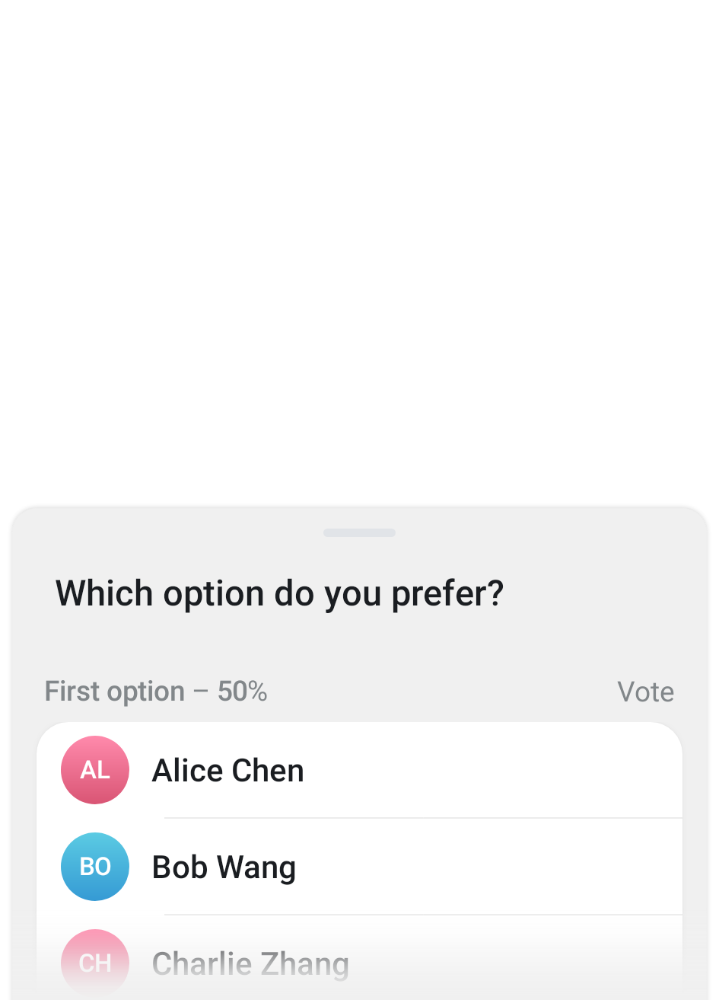 Which option do you prefer?
First option – 50% Vote
AL Alice Chen
BO Bob Wang
CH Charlie Zhang